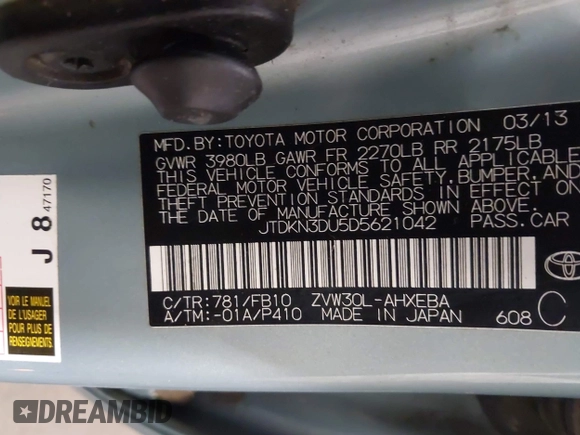 MFD.BY:TOYOTA MOTOR CORPORATION 03/13
GVWR 3980LB GAWR FR 2270LB RR 2175LB
THIS VEHICLE CONFORMS TO ALL APPLICABLE
FEDERAL MOTOR VEHICLE SAFETY,BUMPER,AND
THEFT PREVENTION STANDARDS IN EFFECT ON
THE DATE OF MANUFACTURE SHOWN ABOVE.
JTDKN3DU5D5621042 PASS.CAR
C/TR:781/FB10 ZVW30L-AHXEBA C
A/TM:-01A/P410 MADE IN JAPAN 608
J 8 47170
VOIR LE MANUEL
DE L'USAGER
POUR PLUS DE
RENSEIGNEMENTS
DREAMBID